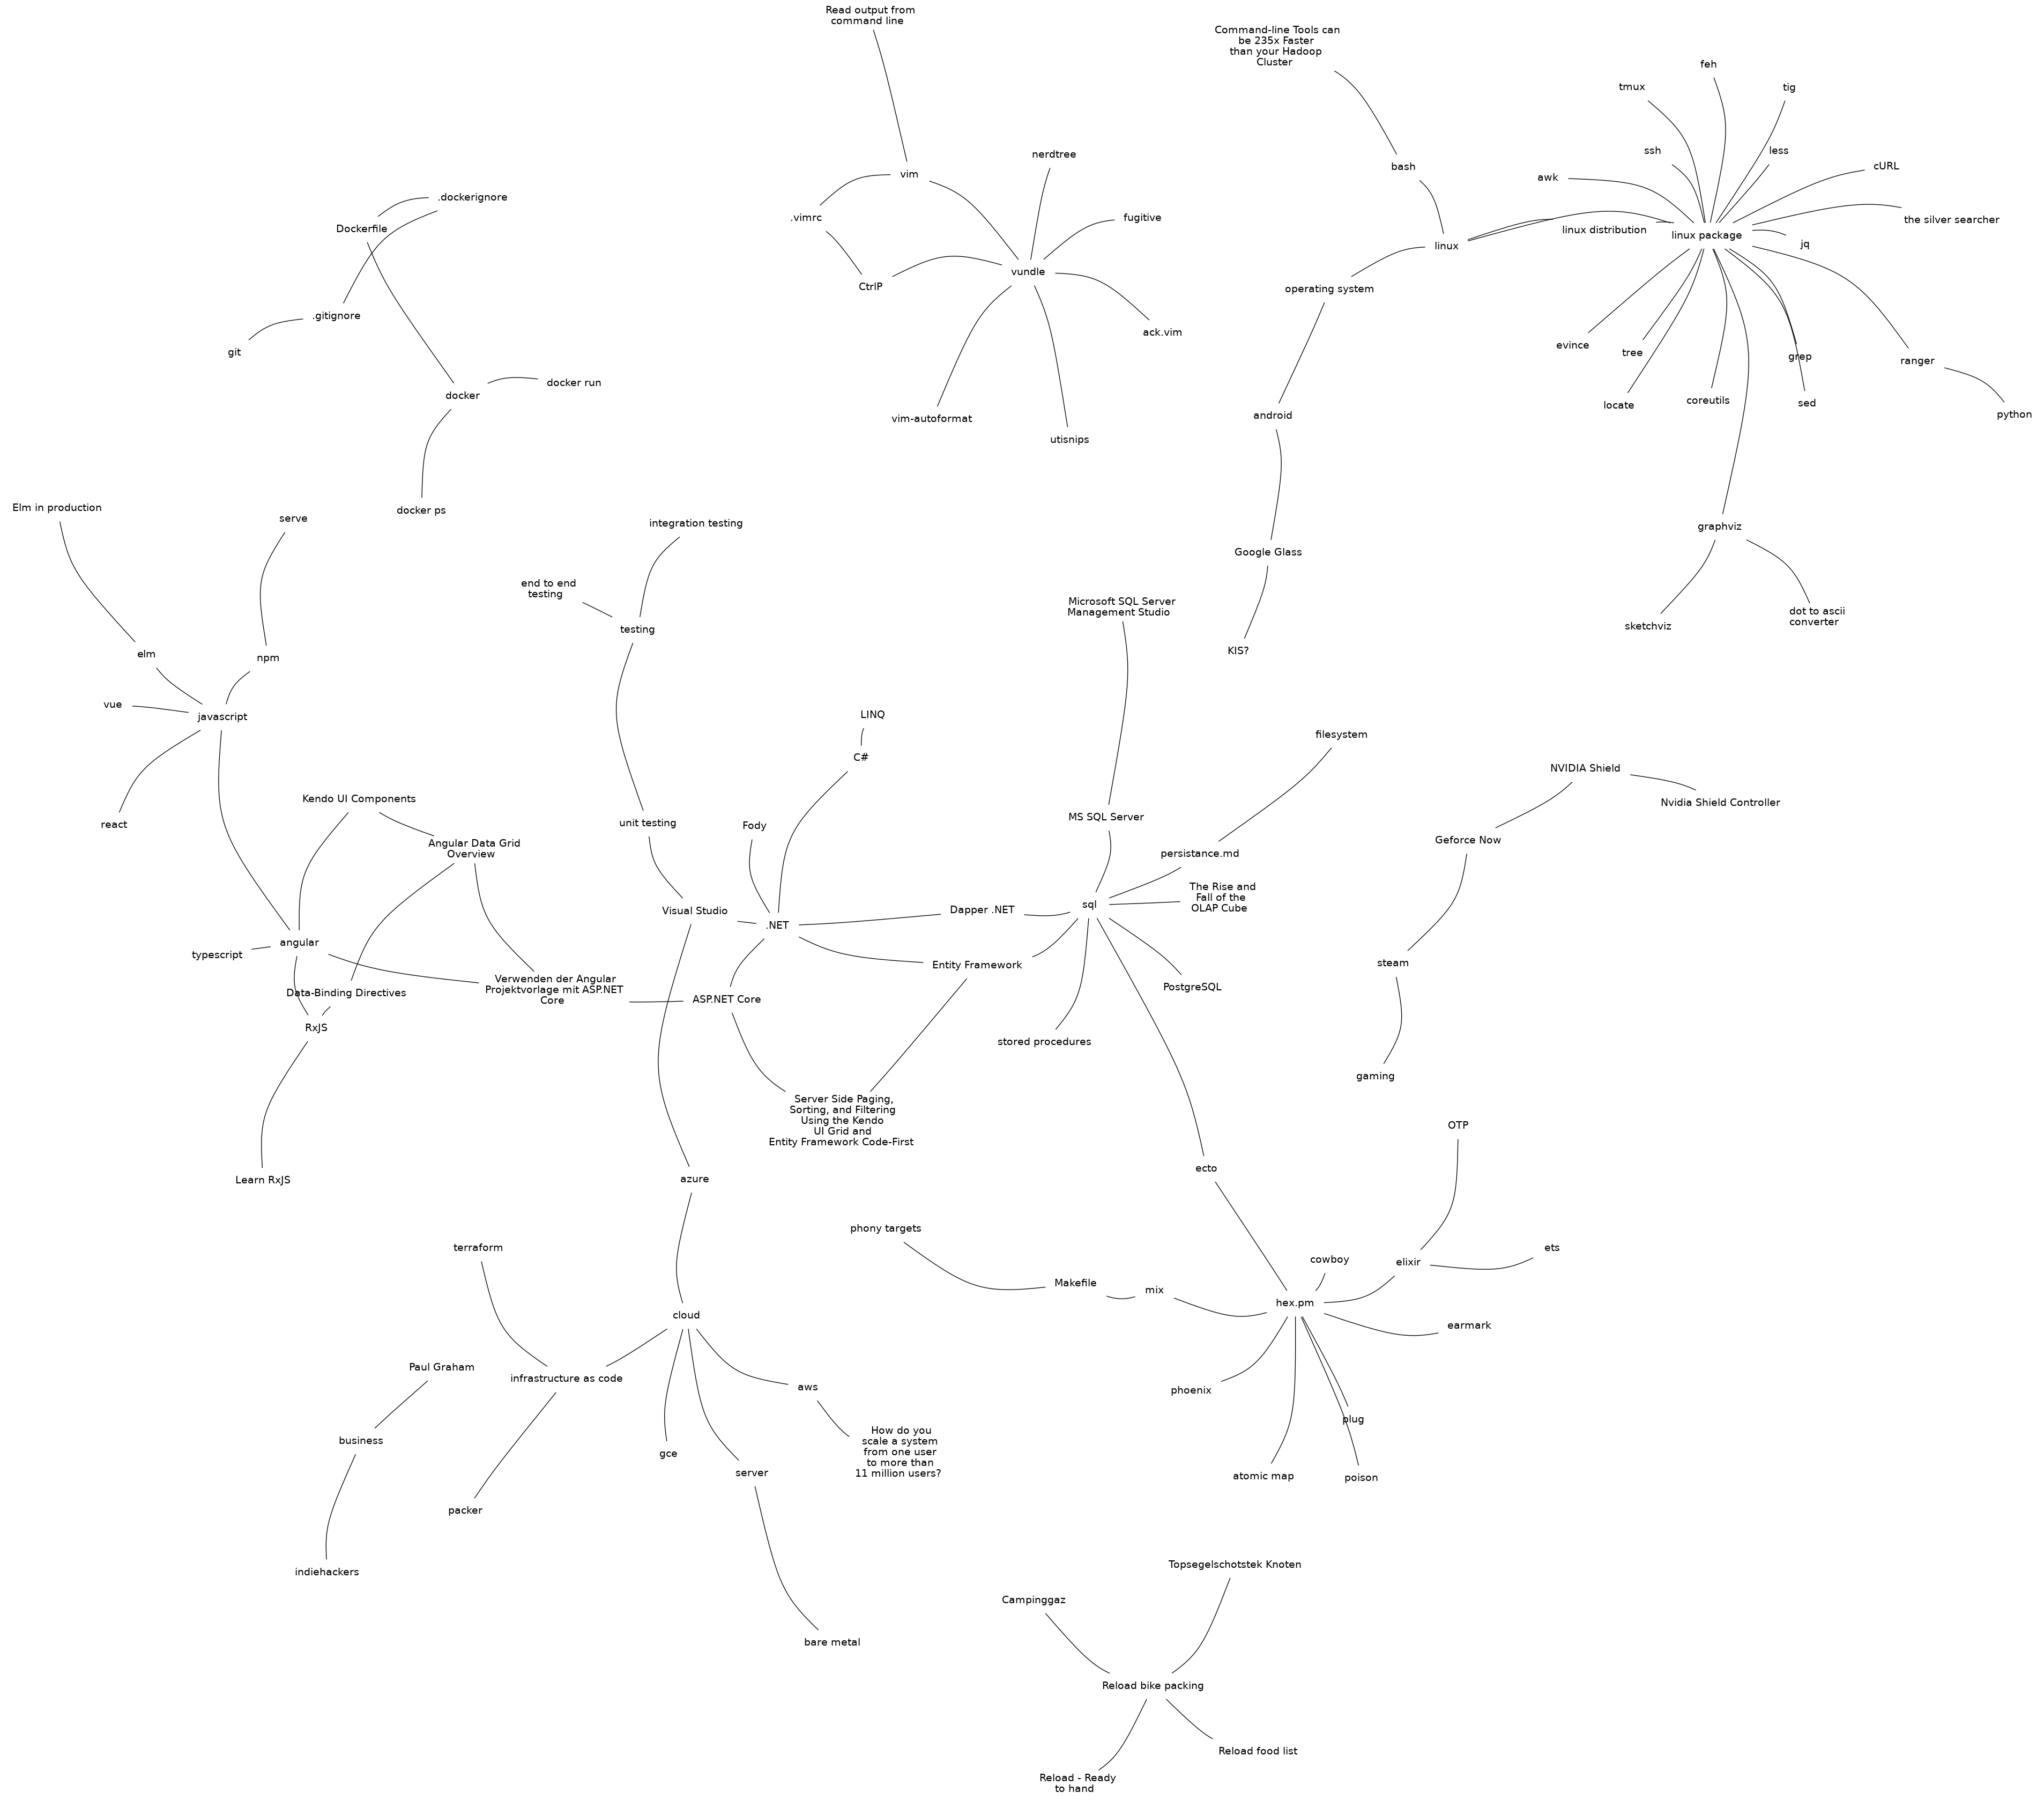 Read output from
command line
Command-line Tools can
be 235x Faster
than your Hadoop
Cluster
feh
tmux
tig
ssh
less
nerdtree
cURL
bash
vim
awk
.dockerignore
.vimrc
fugitive
the silver searcher
Dockerfile
linux distribution
linux package
jq
linux
vundle
CtrlP
operating system
.gitignore
ack.vim
git
evince
tree
grep
ranger
docker run
docker
coreutils
sed
locate
python
android
vim-autoformat
utisnips
Elm in production
docker ps
serve
integration testing
graphviz
Google Glass
end to end
testing
Microsoft SQL Server
Management Studio
dot to ascii
converter
sketchviz
testing
KIS?
elm
npm
vue
javascript
LINQ
filesystem
C#
NVIDIA Shield
Kendo UI Components
Nvidia Shield Controller
MS SQL Server
react
unit testing
Fody
Geforce Now
Angular Data Grid
Overview
persistance.md
The Rise and
Fall of the
OLAP Cube
sql
Visual Studio
Dapper .NET
.NET
angular
typescript
steam
Entity Framework
Verwenden der Angular
Projektvorlage mit ASP.NET
Core
PostgreSQL
Data-Binding Directives
ASP.NET Core
RxJS
stored procedures
gaming
Server Side Paging,
Sorting, and Filtering
Using the Kendo
UI Grid and
Entity Framework Code-First
OTP
ecto
Learn RxJS
azure
phony targets
terraform
ets
cowboy
elixir
Makefile
mix
hex.pm
cloud
earmark
Paul Graham
infrastructure as code
aws
phoenix
plug
business
How do you
scale a system
from one user
to more than
11 million users?
gce
server
atomic map
poison
packer
Topsegelschotstek Knoten
indiehackers
Campinggaz
bare metal
Reload bike packing
Reload food list
Reload - Ready
to hand